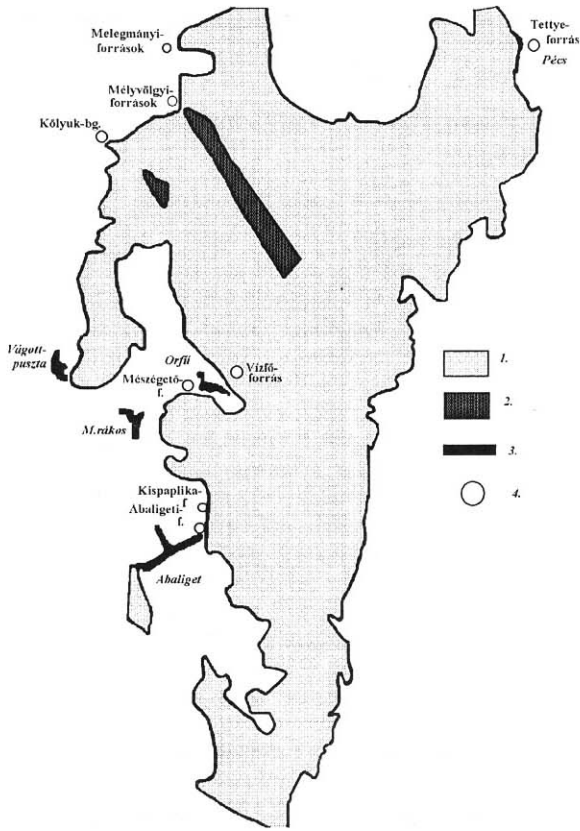 Melegmányi-
források
Tettye-
forrás
Pécs
Mélyvölgyi-
források
Kőlyuk-bg.
Vágott-
puszta
Orfű
Vízfő-
forrás
Mészégető-
f.
M.rákos
Kispaplika-
f
Abaligeti-
f.
Abaliget
1.
2.
3.
4.